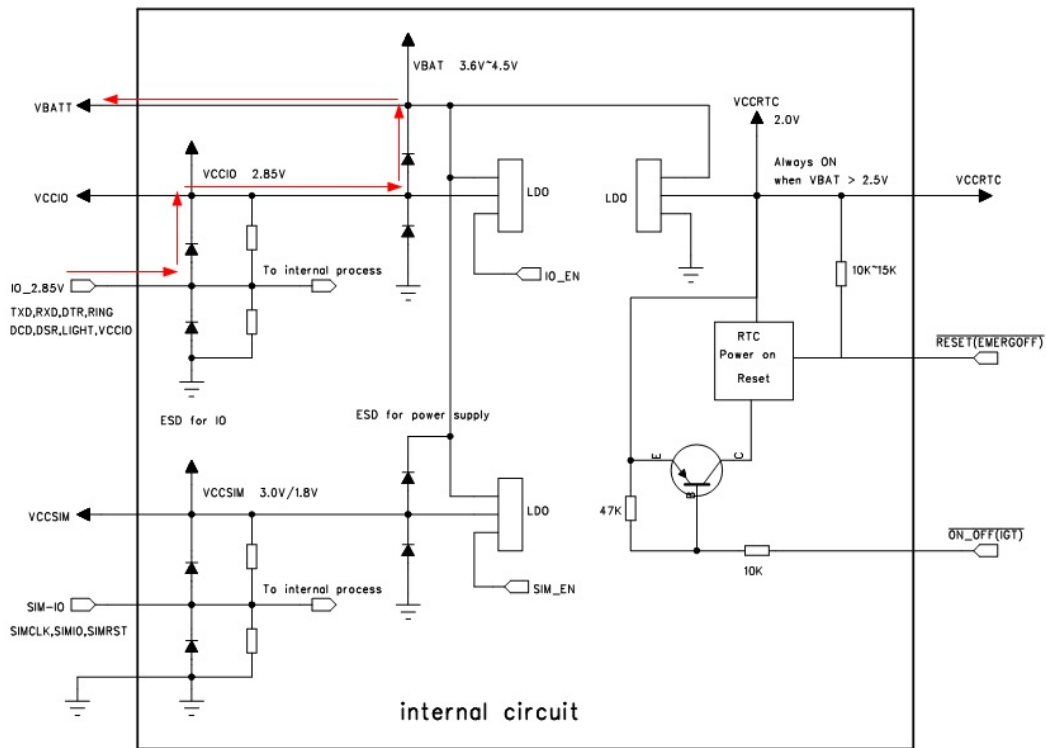 VBAT 3.6V~4.5V
VBATT
VCCRTC
2.0V
VCCIO 2.85V
Always ON
when VBAT > 2.5V
VCCIO
LDO
LDO
VCCRTC
To internal process
IO_EN
10K~15K
IO_2.85V
TXD,RXD,DTR,RING
DCD,DSR,LIGHT,VCCIO
RTC
Power on
Reset
RESET(EMERGOFF)
ESD for IO
ESD for power supply
E
C
B
VCCSIM 3.0V/1.8V
VCCSIM
LDO
47K
ON_OFF(IGT)
10K
To internal process
SIM_EN
SIM-IO
SIMCLK,SIMIO,SIMRST
internal circuit